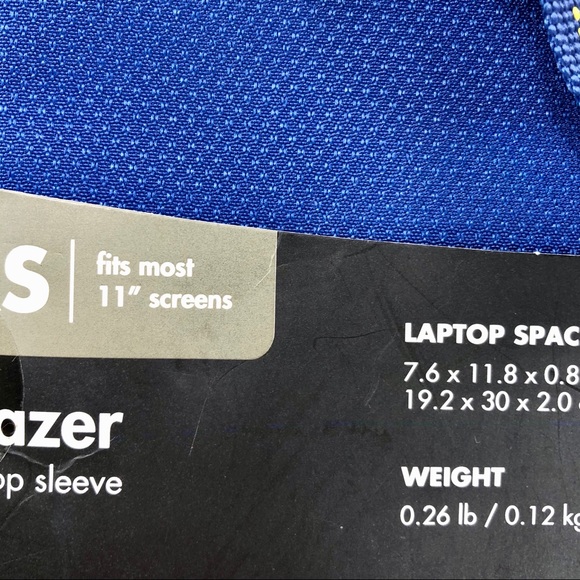 S
fits most
11" screens
LAPTOP SPAC
7.6 x 11.8 x 0.8
19.2 x 30 x 2.0
azer
op sleeve
WEIGHT
0.26 lb / 0.12 kg